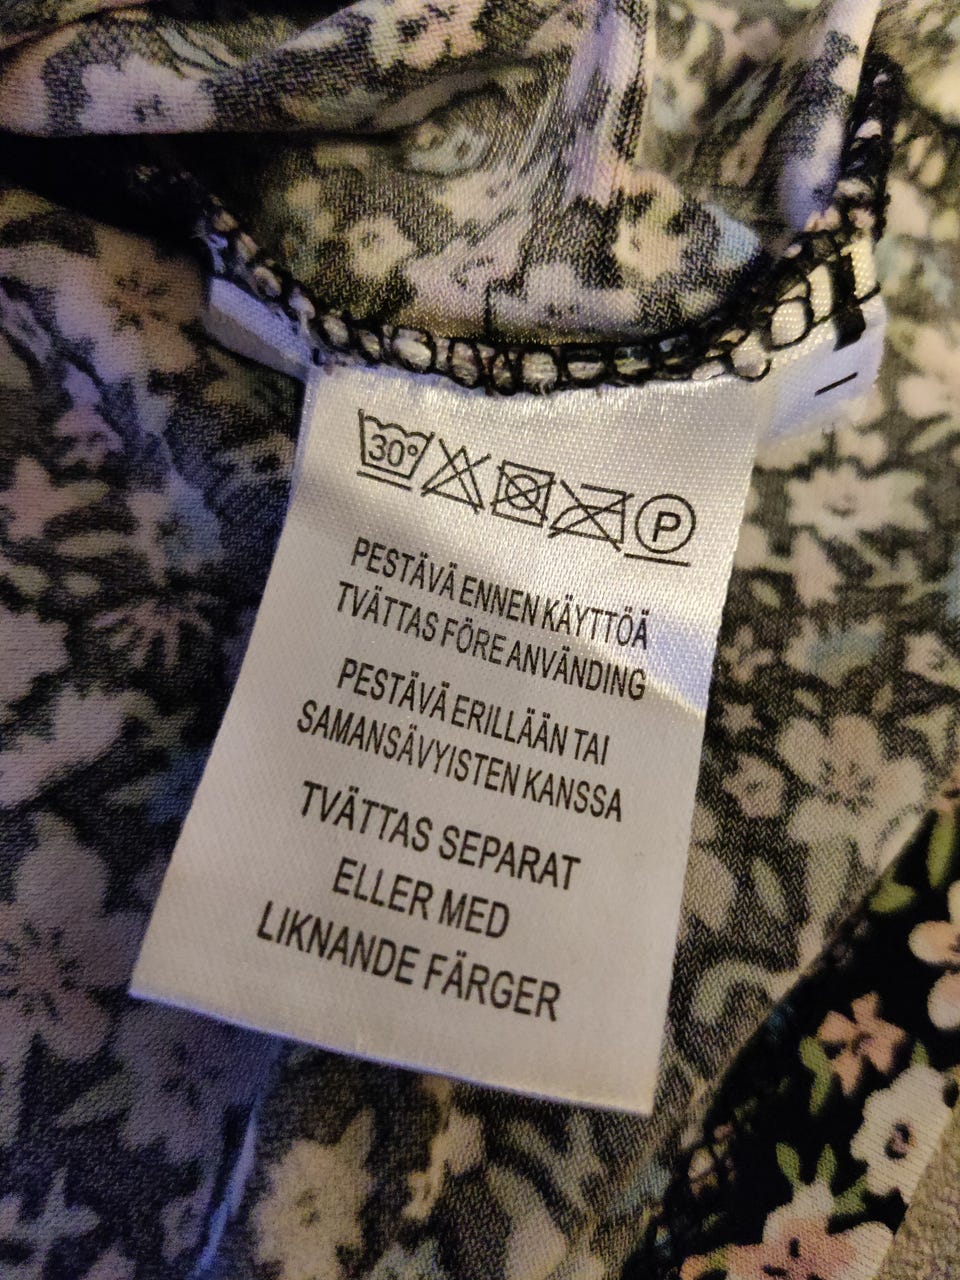 30°
P
PESTÄVÄ ENNEN KÄYTTÖÄ
TVÄTTAS FÖRE ANVÄNDING
PESTÄVÄ ERILLÄÄN TAI
SAMANSÄVYISTEN KANSSA
TVÄTTAS SEPARAT
ELLER MED
LIKNANDE FÄRGER